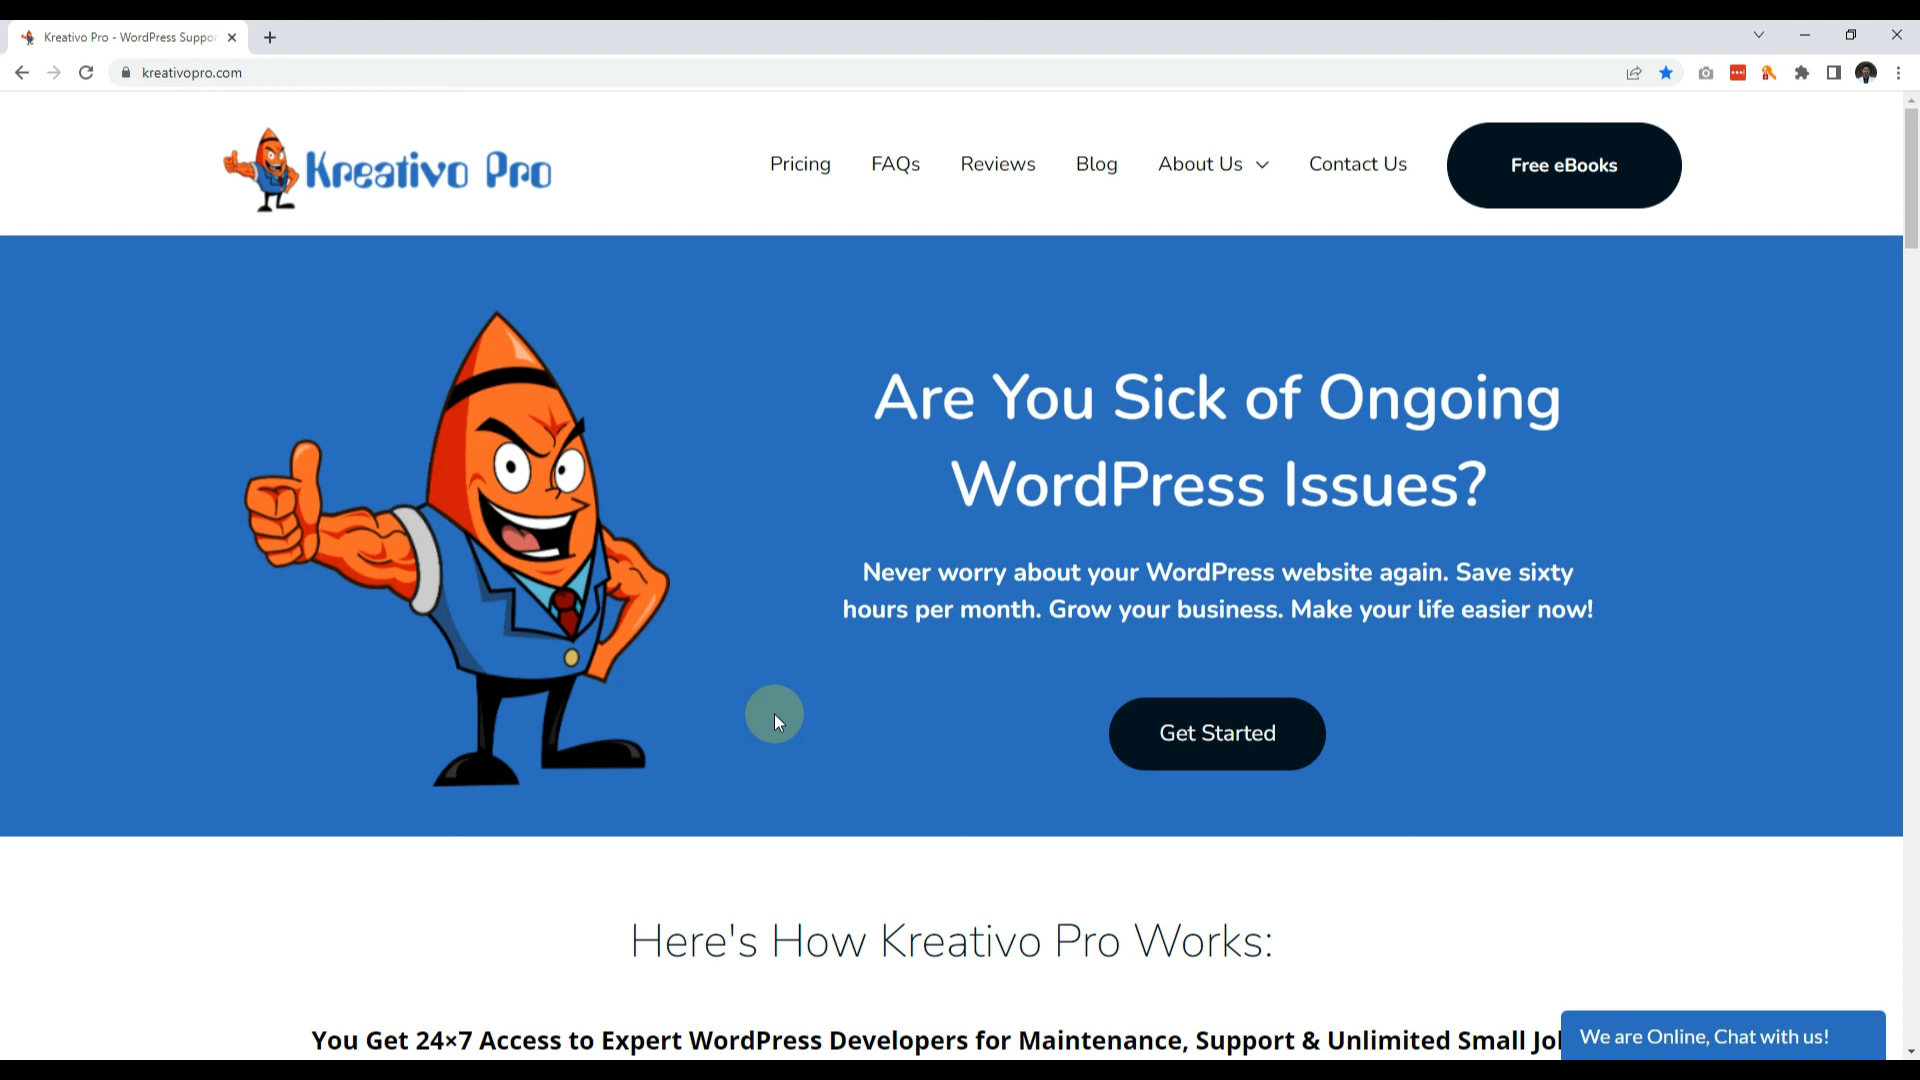 Kreativo Pro - WordPress Suppor
kreativopro.com
Kreativo Pro
Pricing
FAQs
Reviews
Blog
About Us
Contact Us
Free eBooks
Are You Sick of Ongoing
WordPress Issues?
Never worry about your WordPress website again. Save sixty
hours per month. Grow your business. Make your life easier now!
Get Started
Here's How Kreativo Pro Works:
You Get 24×7 Access to Expert WordPress Developers for Maintenance, Support & Unlimited Small Jo
We are Online, Chat with us!